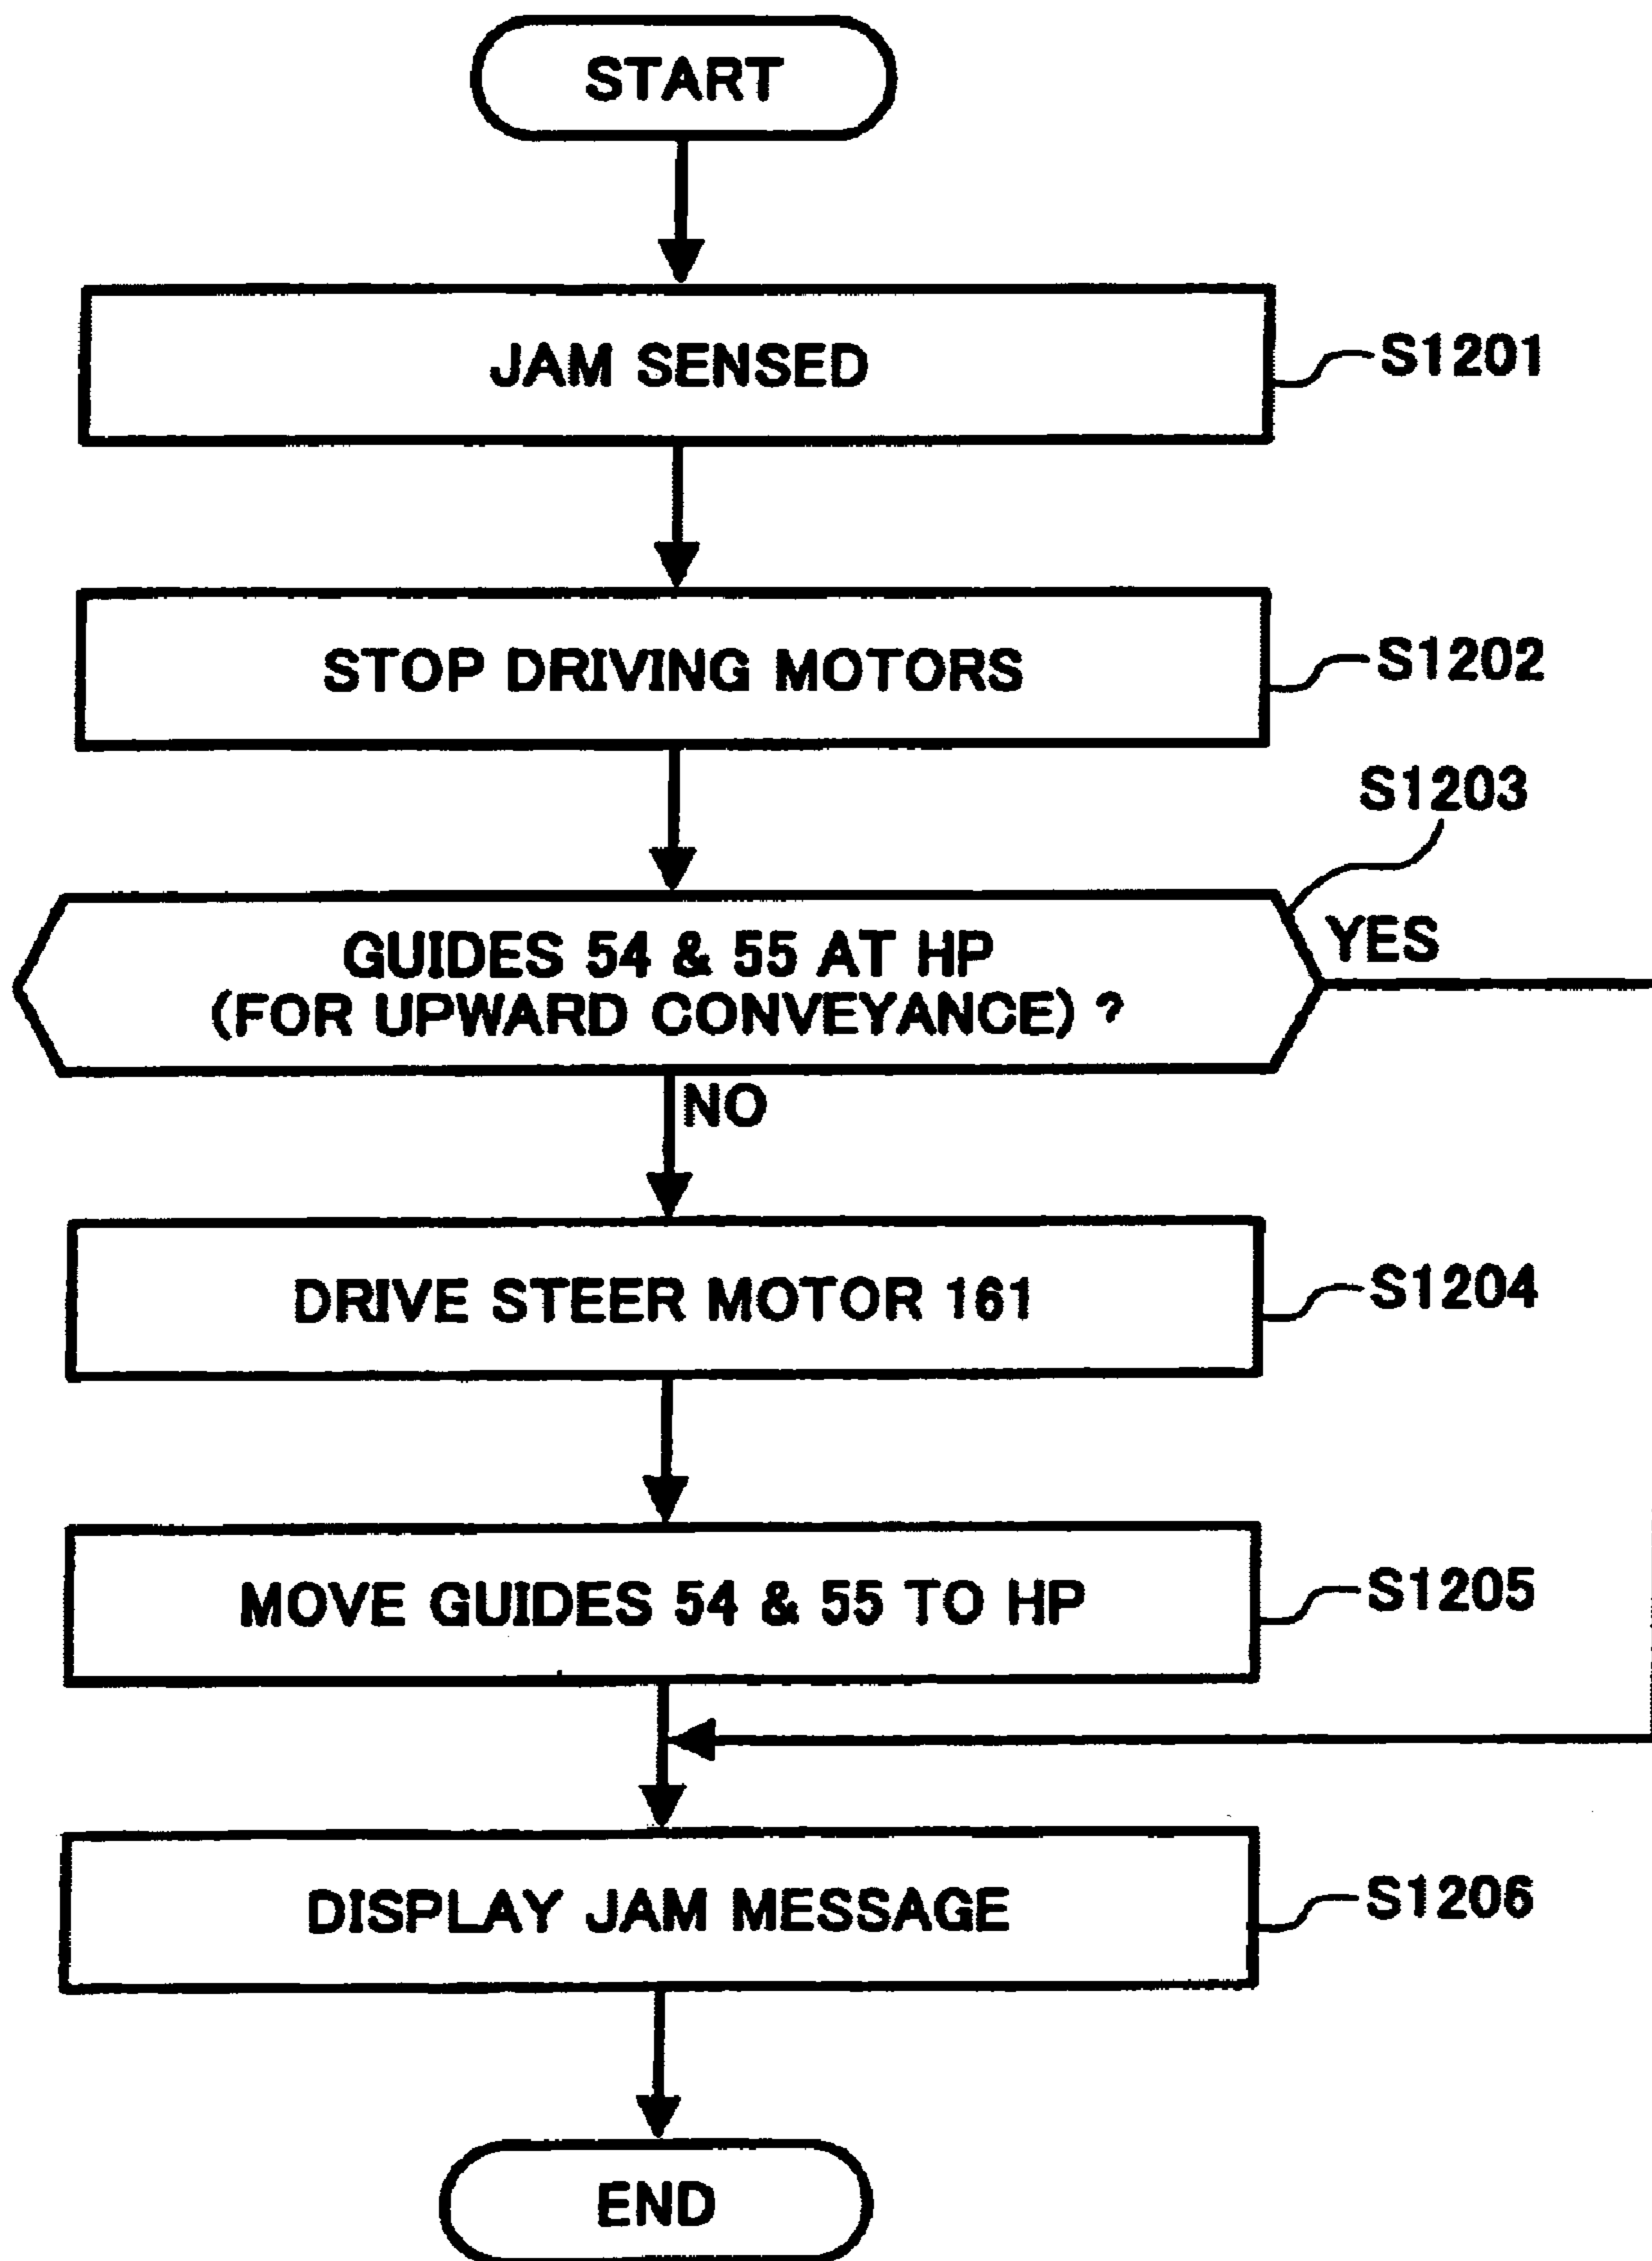 START
JAM SENSED
S1201
STOP DRIVING MOTORS
S1202
S1203
GUIDES 54 & 55 AT HP
(FOR UPWARD CONVEYANCE) ?
YES
NO
DRIVE STEER MOTOR 161
S1204
MOVE GUIDES 54 & 55 TO HP
S1205
DISPLAY JAM MESSAGE
S1206
END